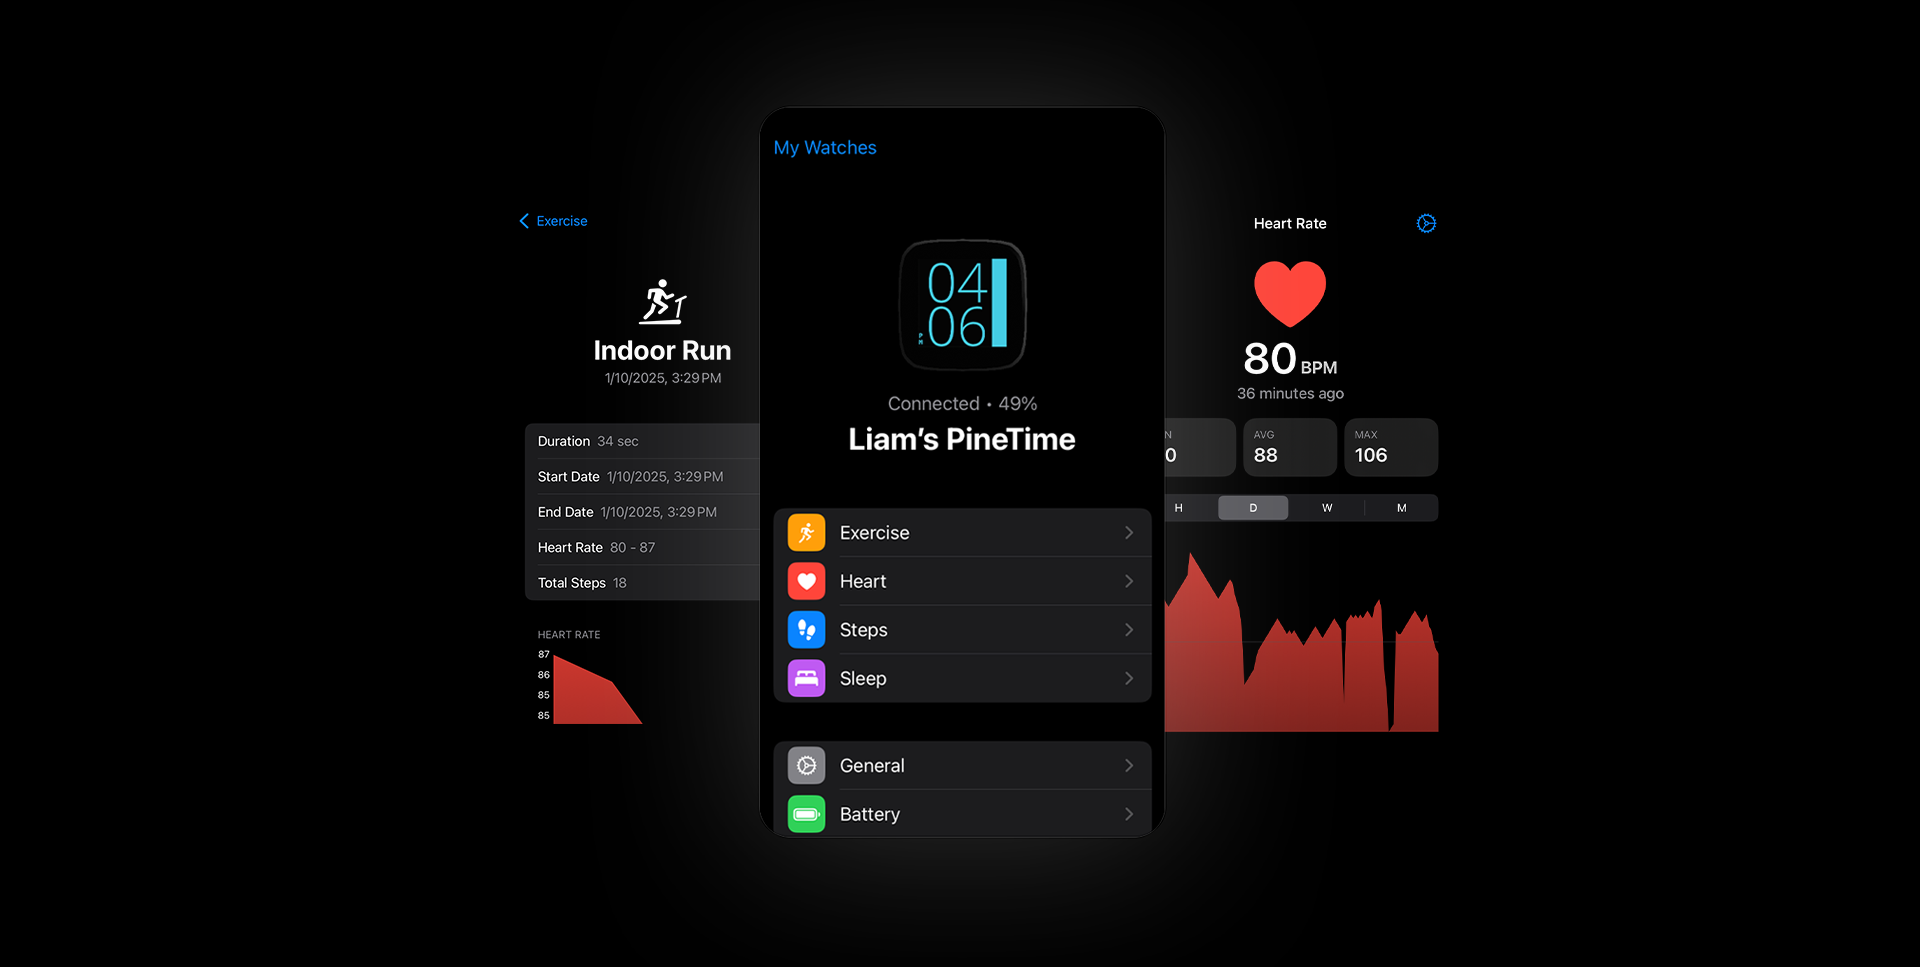 Exercise
Indoor Run
1/10/2025, 3:29 PM
Duration 34 sec
Start Date 1/10/2025, 3:29 PM
End Date 1/10/2025, 3:29 PM
Heart Rate 80 - 87
Total Steps 18
HEART RATE
87
86
85
85
My Watches
04
06
PM
Connected • 49%
Liam’s PineTime
Exercise
Heart
Steps
Sleep
General
Battery
Heart Rate
80 BPM
36 minutes ago
AVG
88
MAX
106
H D W M